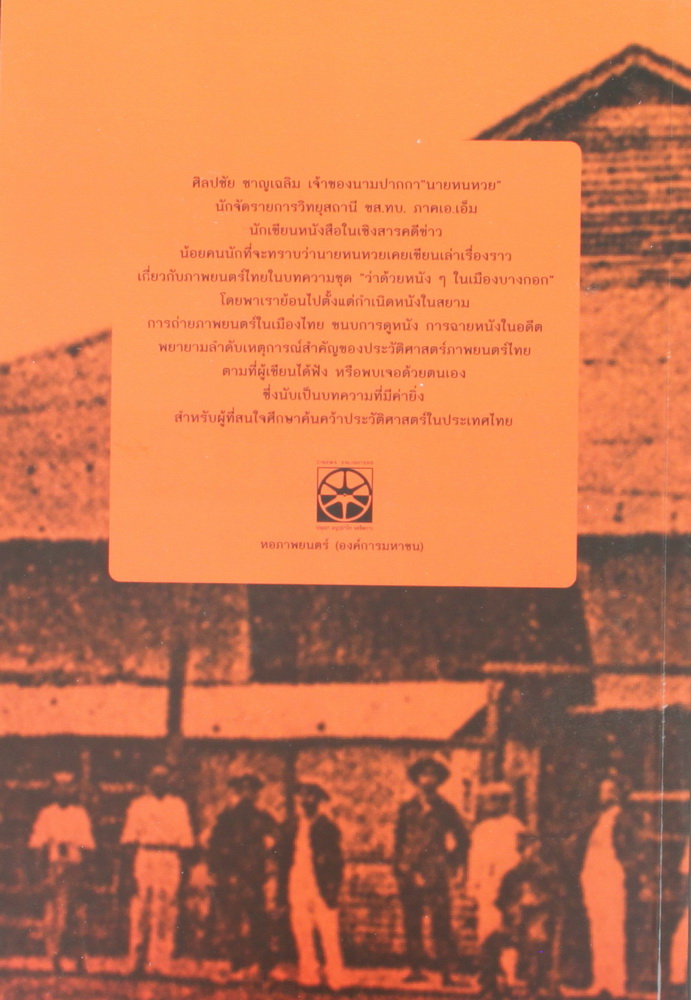 ศิลปชัย ชาญเฉลิม เจ้าของนามปากกา"นายหนหวย"
นักจัดรายการวิทยุสถานี ขส.ทบ. ภาคเอ.เอ็ม
นักเขียนหนังสือในเชิงสารคดีข่าว
น้อยคนนักที่จะทราบว่านายหนหวยเคยเขียนเล่าเรื่องราว
เกี่ยวกับภาพยนตร์ไทยในบทความชุด "ว่าด้วยหนัง ๆ ในเมืองบางกอก"
โดยพาเราย้อนไปตั้งแต่กำเนิดหนังในสยาม
การถ่ายภาพยนตร์ในเมืองไทย ขนบการดูหนัง การฉายหนังในอดีต
พยายามลำดับเหตุการณ์สำคัญของประวัติศาสตร์ภาพยนตร์ไทย
ตามที่ผู้เขียนได้ฟัง หรือพบเจอด้วยตนเอง
ซึ่งนับเป็นบทความที่มีค่ายิ่ง
สำหรับผู้ที่สนใจศึกษาค้นคว้าประวัติศาสตร์ในประเทศไทย
หอภาพยนตร์ (องค์การมหาชน)